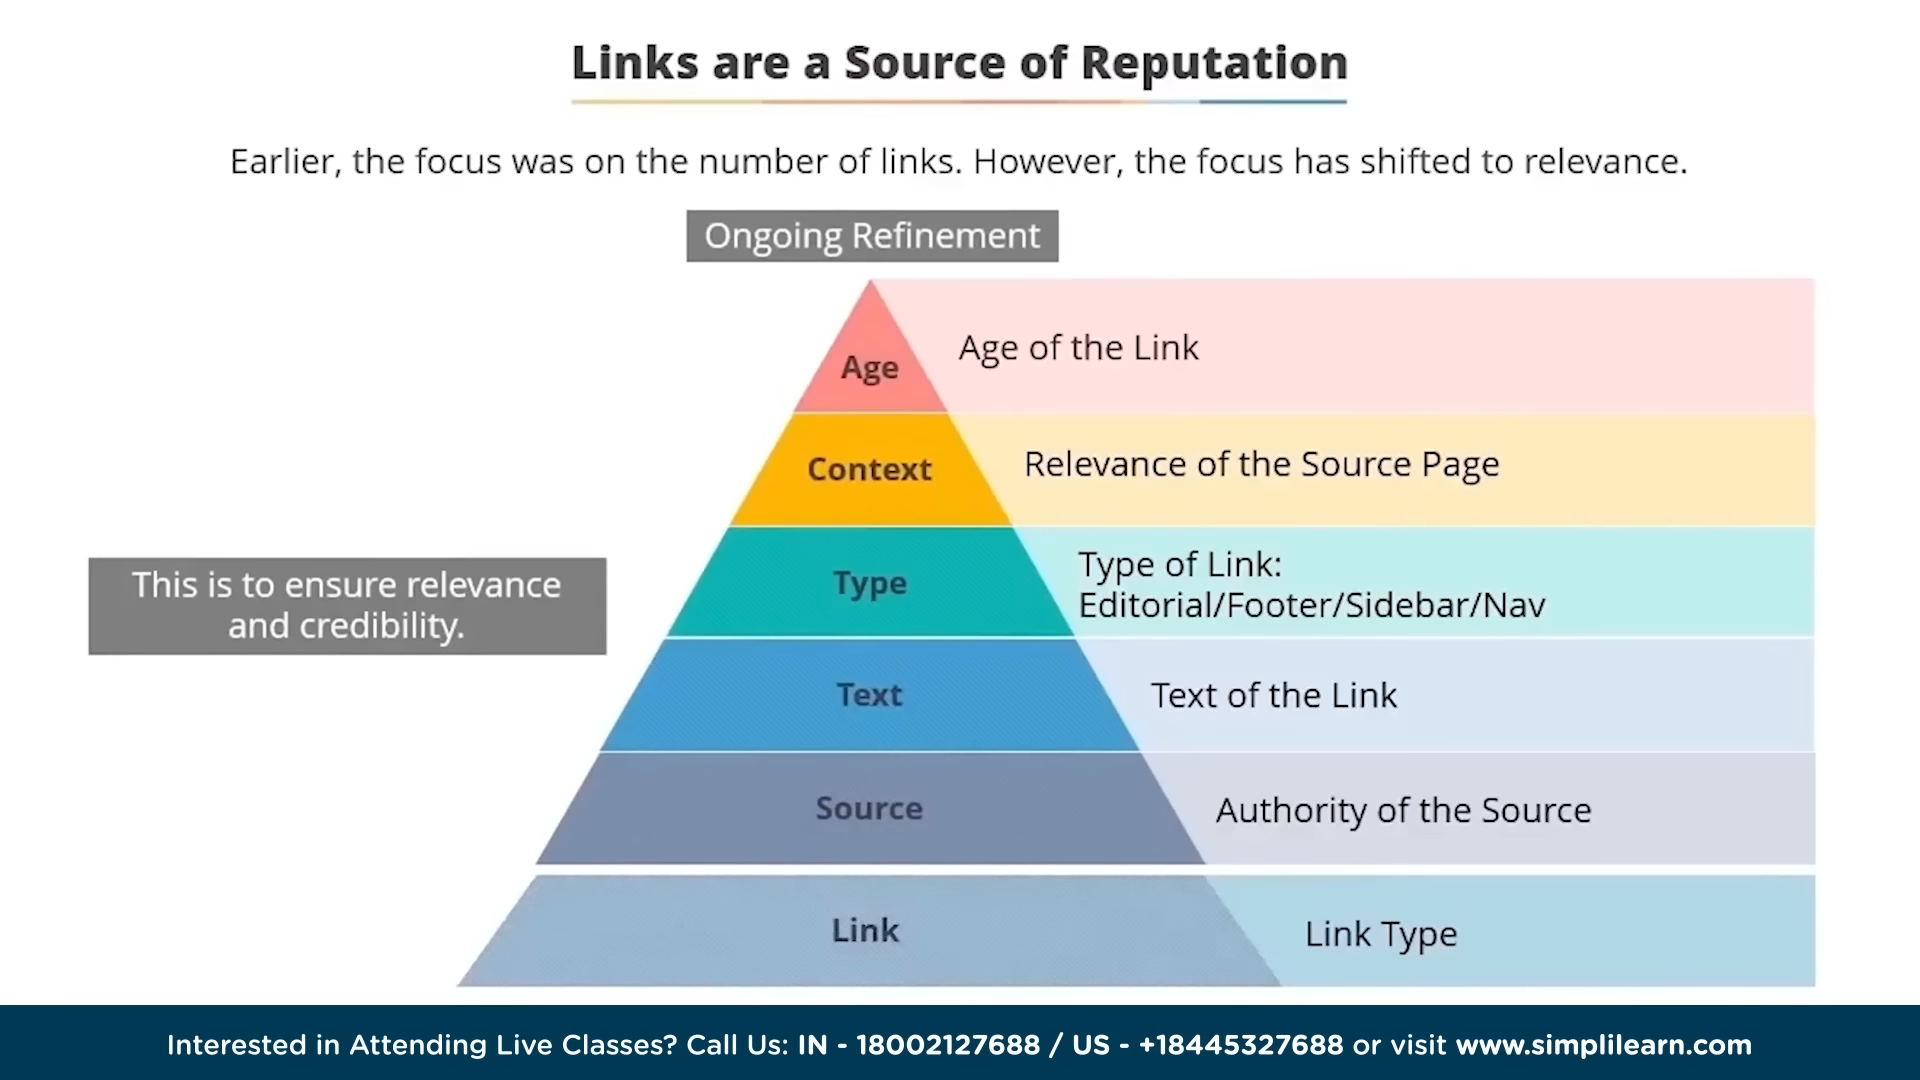 Links are a Source of Reputation
Earlier, the focus was on the number of links. However, the focus has shifted to relevance.
Ongoing Refinement
Age
Age of the Link
Context
Relevance of the Source Page
This is to ensure relevance
and credibility.
Type
Type of Link:
Editorial/Footer/Sidebar/Nav
Text
Text of the Link
Source
Authority of the Source
Link
Link Type
Interested in Attending Live Classes? Call Us: IN - 18002127688 / US - +18445327688 or visit www.simplilearn.com